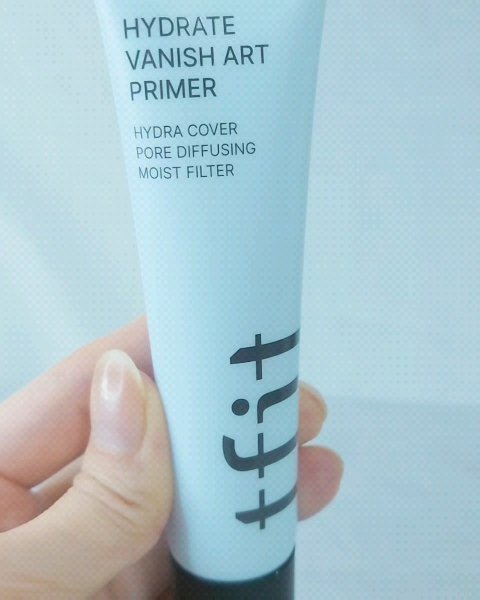 HYDRATE
VANISH ART
PRIMER
HYDRA COVER
PORE DIFFUSING
MOIST FILTER
tfit